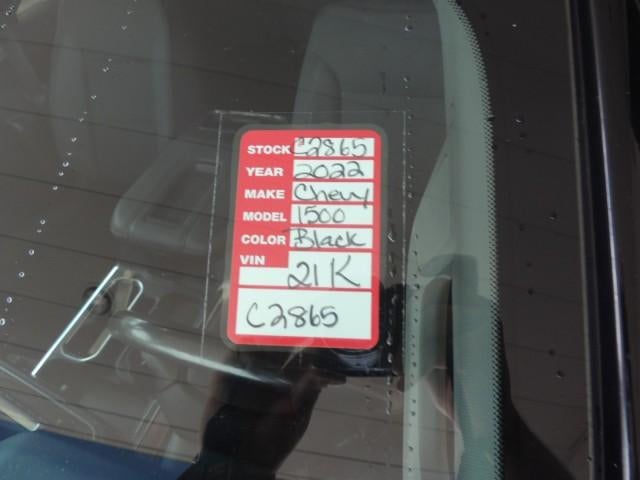 STOCK C2865
YEAR 2022
MAKE Chevy
MODEL 1500
COLOR Black
VIN
21K
C2865